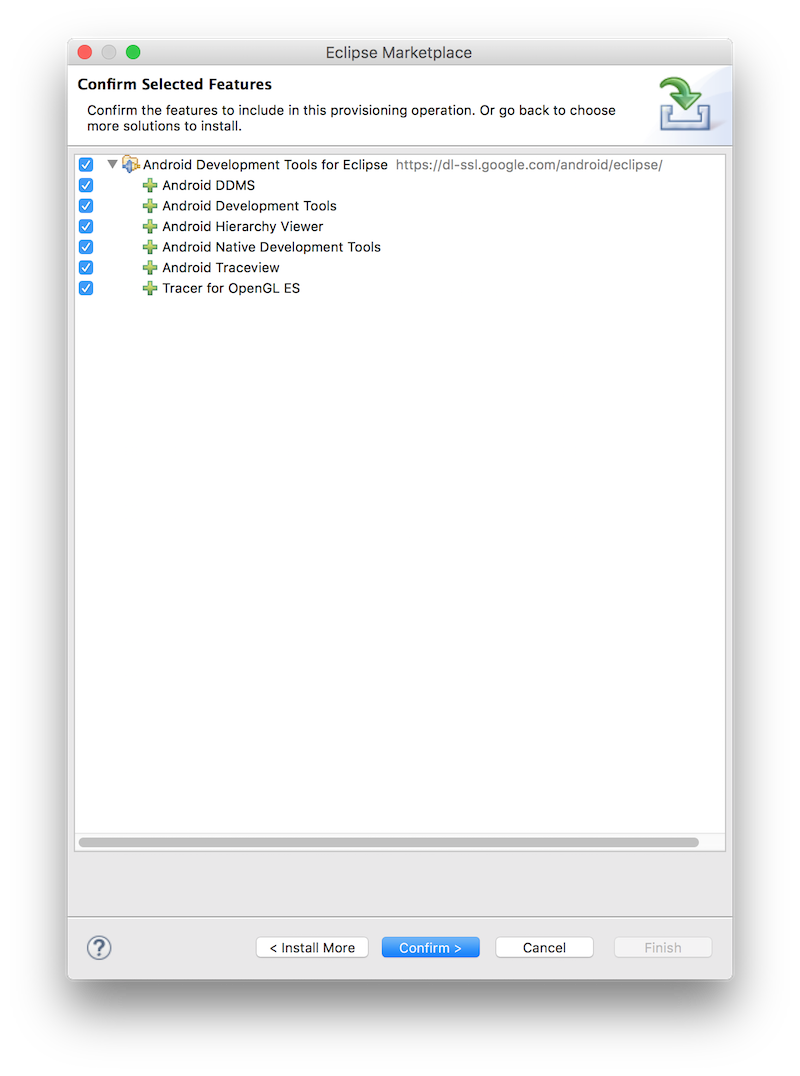 Eclipse Marketplace
Confirm Selected Features
Confirm the features to include in this provisioning operation. Or go back to choose
more solutions to install.
Android Development Tools for Eclipse https://dl-ssl.google.com/android/eclipse/
Android DDMS
Android Development Tools
Android Hierarchy Viewer
Android Native Development Tools
Android Traceview
Tracer for OpenGL ES
? < Install More Confirm > Cancel Finish